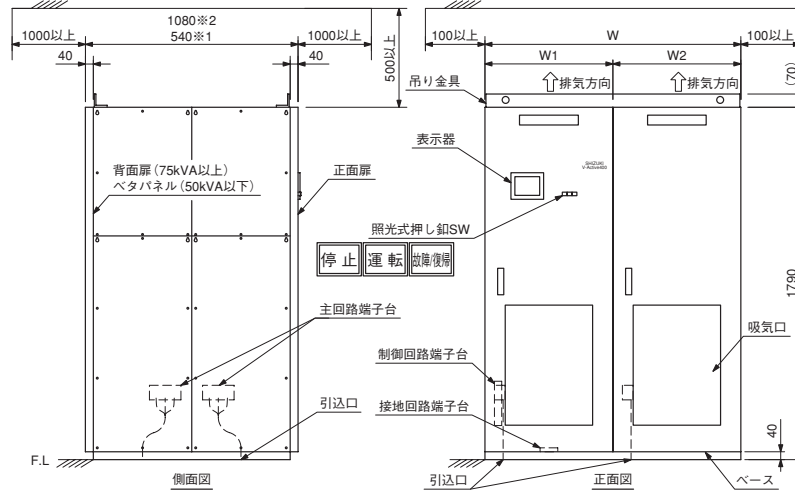 1080※2
1000以上
540※1
1000以上
40
40
500以上
背面扉(75kVA以上)
ベタパネル(50kVA以下)
正面扉
停止
運転
故障/復帰
主回路端子台
引込口
F.L
側面図
100以上
W
100以上
W1
W2
(70)
吊り金具
排気方向
排気方向
表示器
SHIZUKI
V-Active400
照光式押し釦SW
1790
吸気口
制御回路端子台
接地回路端子台
40
引込口
正面図
ベース